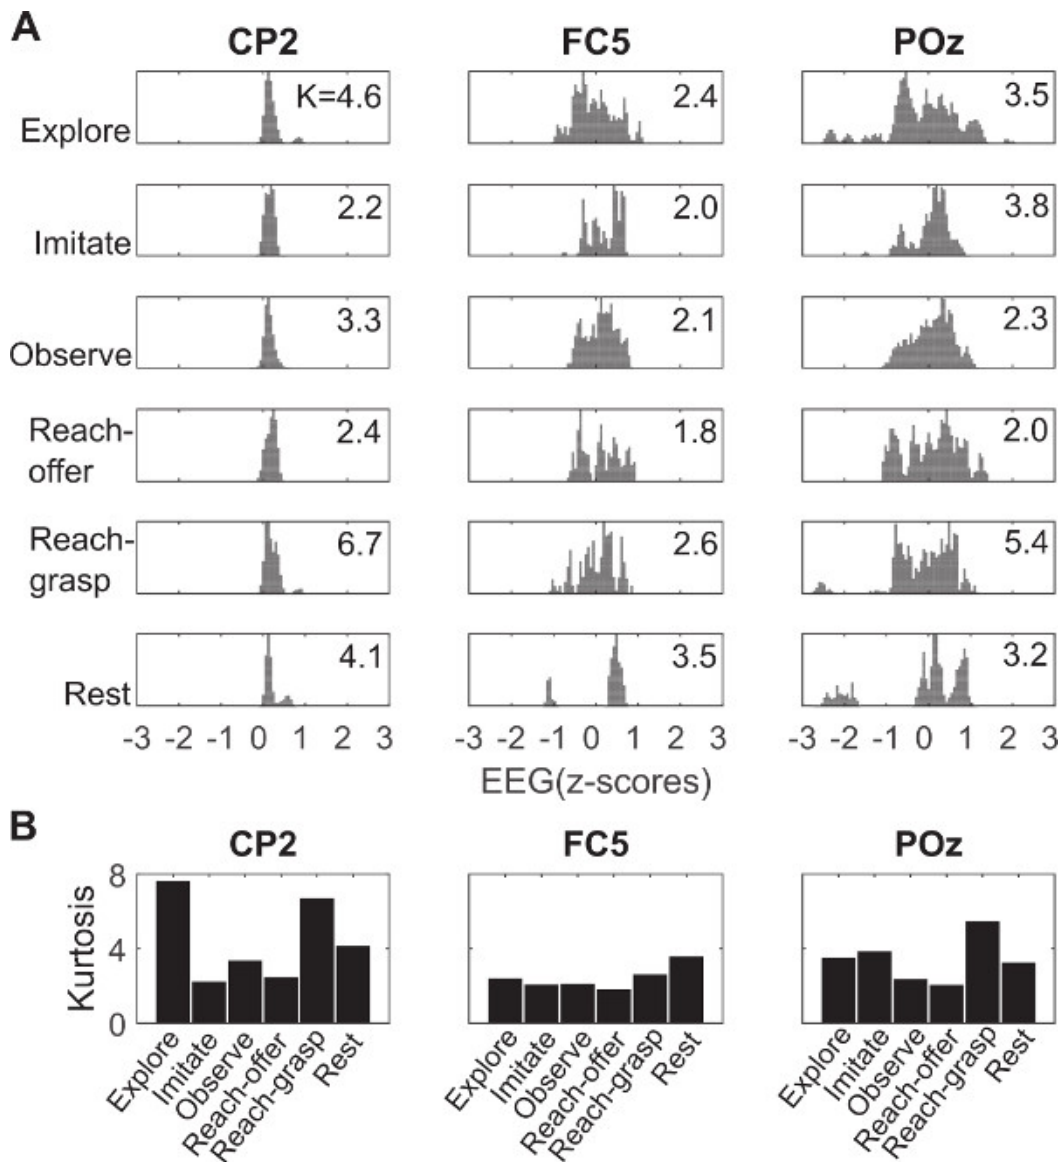 A
CP2 FC5 POz
Explore K=4.6 2.4 3.5
Imitate 2.2 2.0 3.8
Observe 3.3 2.1 2.3
Reach-
offer 2.4 1.8 2.0
Reach-
grasp 6.7 2.6 5.4
Rest 4.1 3.5 3.2
-3 -2 -1 0 1 2 3 -3 -2 -1 0 1 2 3 -3 -2 -1 0 1 2 3
EEG(z-scores)
B
CP2 FC5 POz
Kurtosis
8
4
0
Explore Imitate Observe Reach-offer Reach-grasp Rest
Explore Imitate Observe Reach-offer Reach-grasp Rest
Explore Imitate Observe Reach-offer Reach-grasp Rest